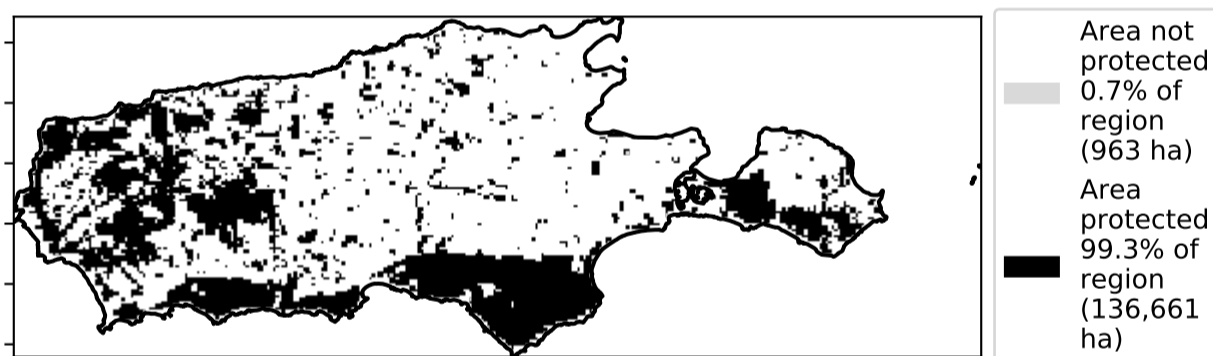 Area not
protected
0.7% of
region
(963 ha)
Area
protected
99.3% of
region
(136,661
ha)